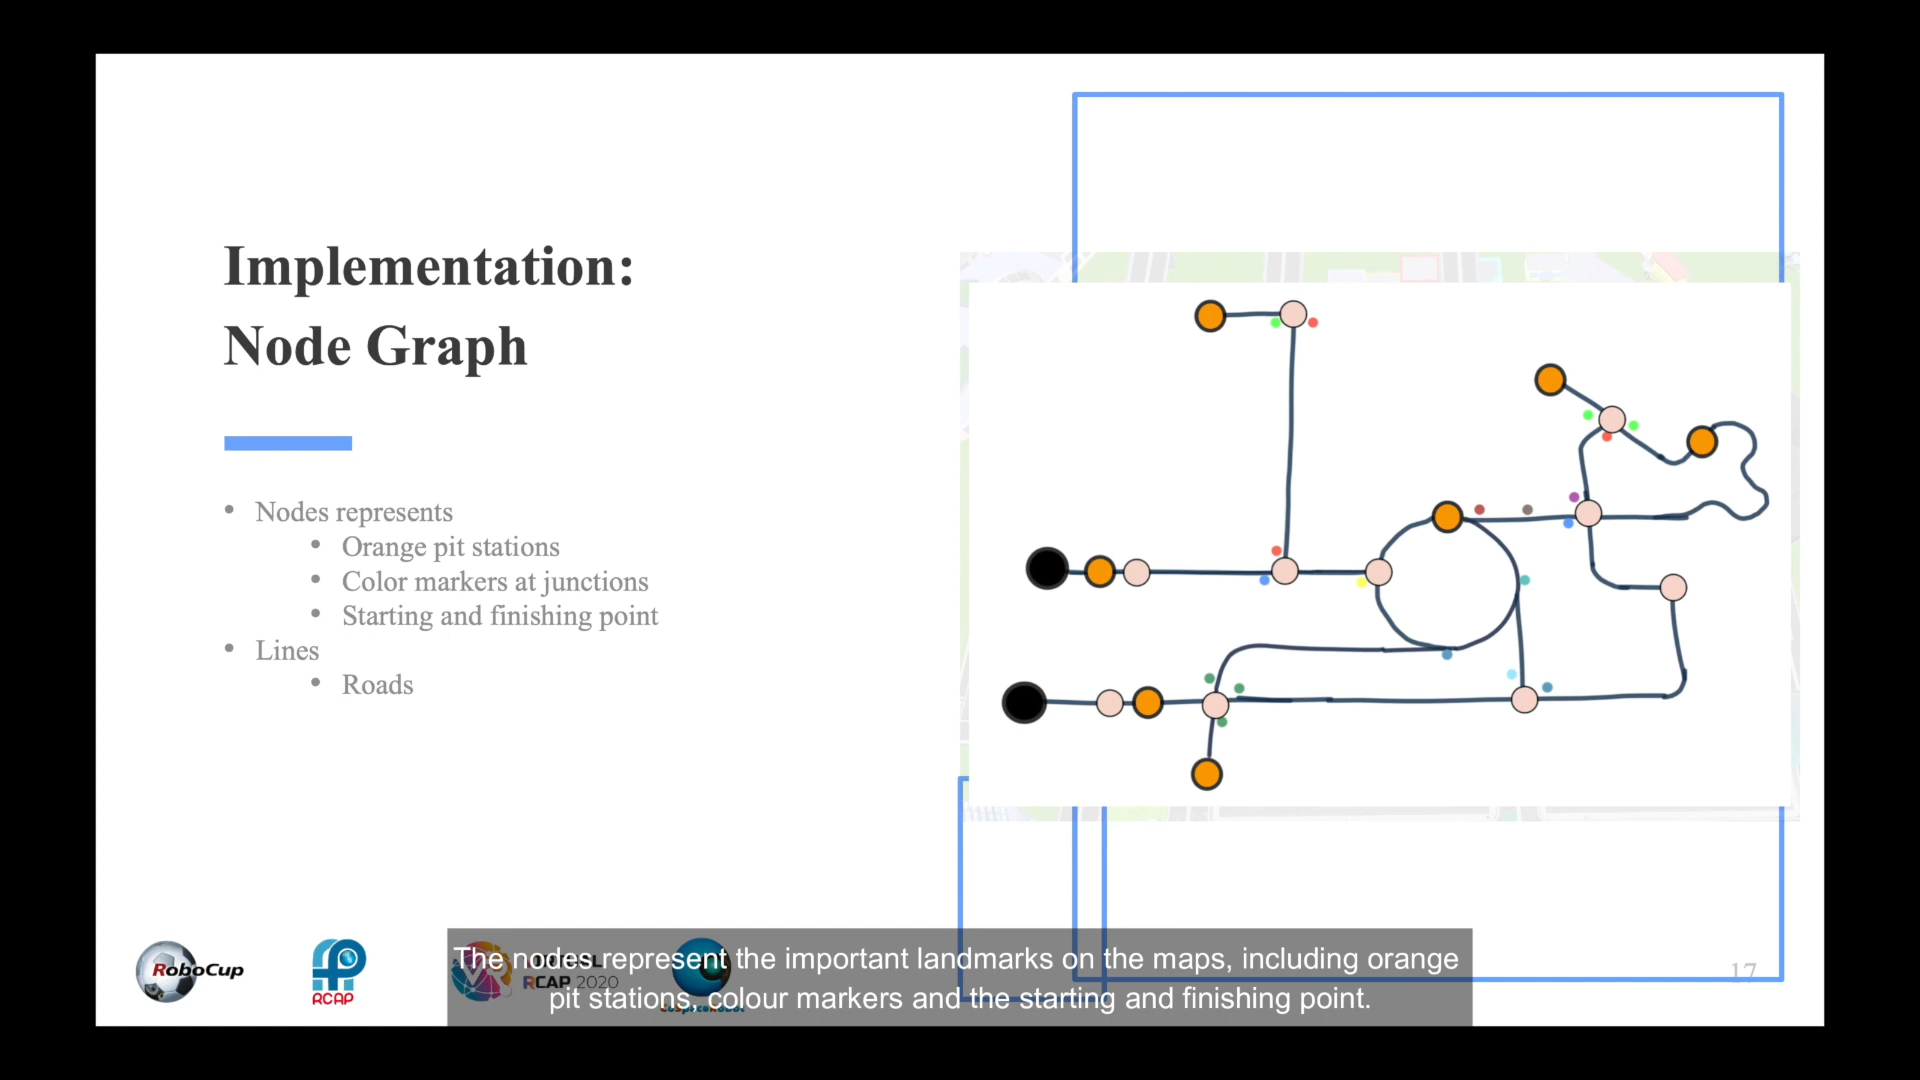 Implementation:
Node Graph
• Nodes represents
• Orange pit stations
• Color markers at junctions
• Starting and finishing point
• Lines
• Roads
RoboCup
RCAP
RCAP 2020
17
The nodes represent the important landmarks on the maps, including orange
pit stations, colour markers and the starting and finishing point.